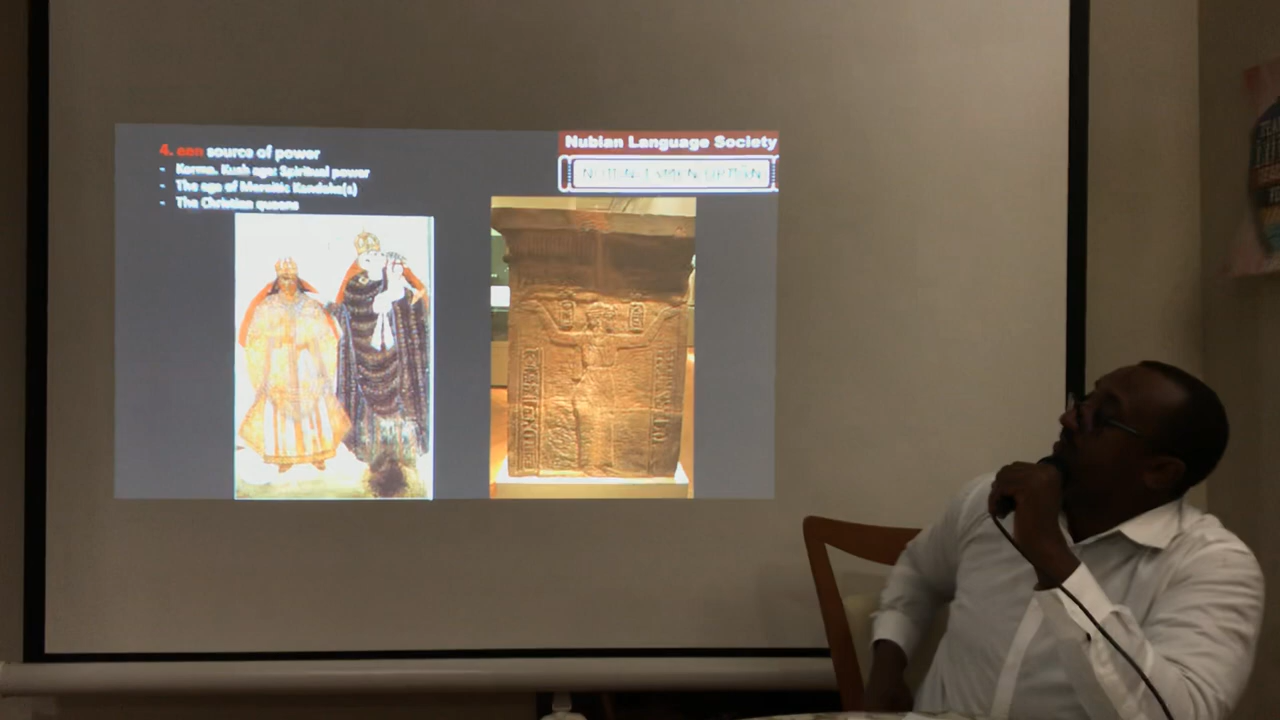 4. een source of power
- Kerma. Kush age: Spiritual power
- The age of Meroitic Kandaka(s)
- The Christian queens
Nubian Language Society